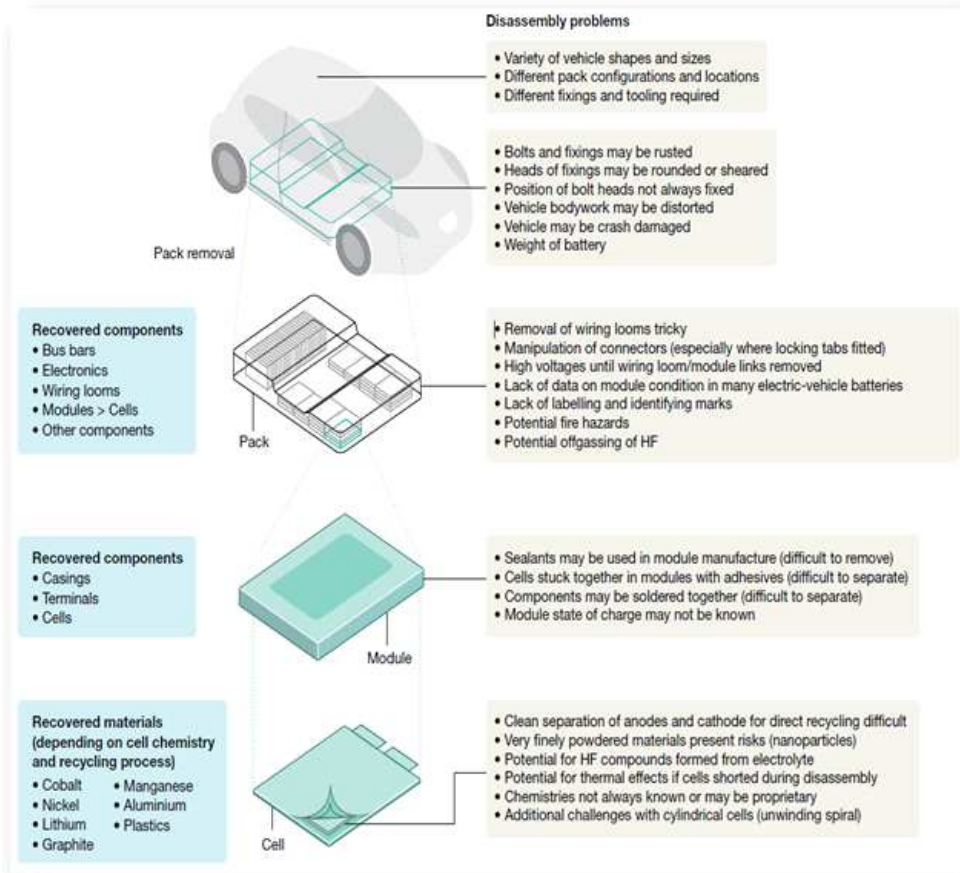 Disassembly problems
• Variety of vehicle shapes and sizes
• Different pack configurations and locations
• Different fixings and tooling required
• Bolts and fixings may be rusted
• Heads of fixings may be rounded or sheared
• Position of bolt heads not always fixed
• Vehicle bodywork may be distorted
• Vehicle may be crash damaged
• Weight of battery
Pack removal
Recovered components
• Bus bars
• Electronics
• Wiring looms
• Modules > Cells
• Other components
Pack
• Removal of wiring looms tricky
• Manipulation of connectors (especially where locking tabs fitted)
• High voltages until wiring loom/module links removed
• Lack of data on module condition in many electric-vehicle batteries
• Lack of labelling and identifying marks
• Potential fire hazards
• Potential offgassing of HF
Recovered components
• Casings
• Terminals
• Cells
Module
• Sealants may be used in module manufacture (difficult to remove)
• Cells stuck together in modules with adhesives (difficult to separate)
• Components may be soldered together (difficult to separate)
• Module state of charge may not be known
Recovered materials
(depending on cell chemistry
and recycling process)
• Cobalt • Manganese
• Nickel • Aluminium
• Lithium • Plastics
• Graphite
Cell
• Clean separation of anodes and cathode for direct recycling difficult
• Very finely powdered materials present risks (nanoparticles)
• Potential for HF compounds formed from electrolyte
• Potential for thermal effects if cells shorted during disassembly
• Chemistries not always known or may be proprietary
• Additional challenges with cylindrical cells (unwinding spiral)